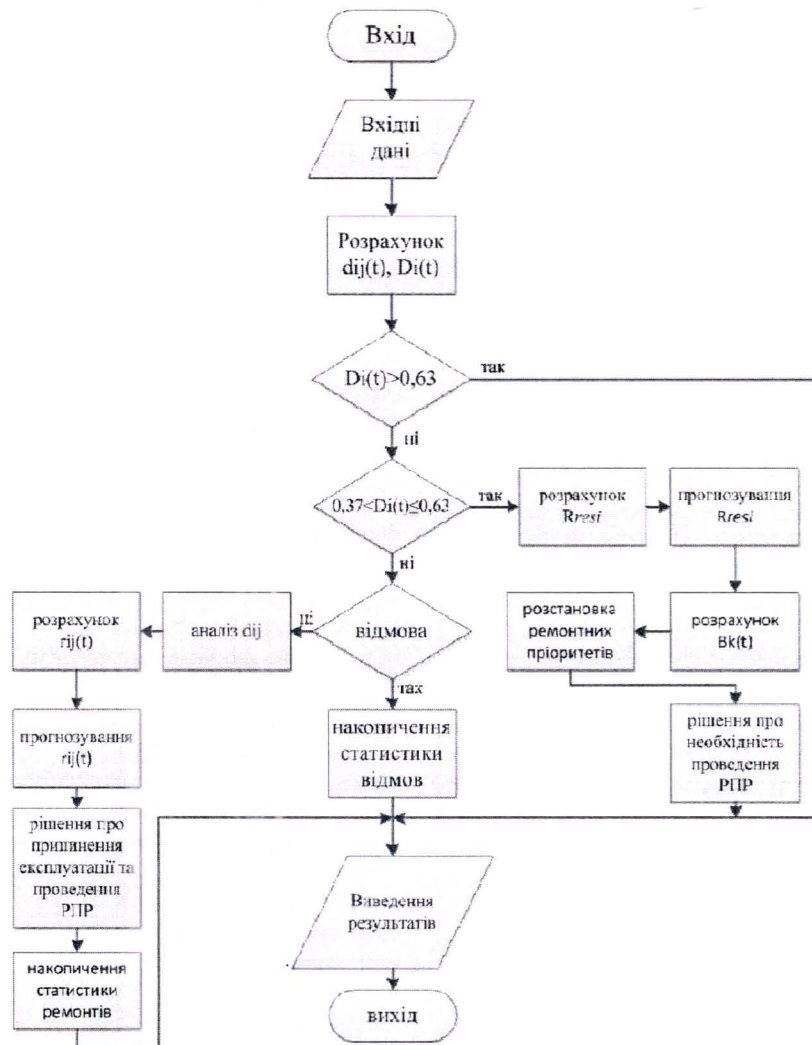 Вхід
Вхідні
дані
Розрахунок
dij(t), Di(t)
Di(t)>0,63
так
ні
0,37<Di(t)≤0,63
так
розрахунок
Rresi
прогнозування
Rresi
ні
розрахунок
rij(t)
аналіз dij
ні
відмова
розстановка
ремонтних
пріоритетів
розрахунок
Bk(t)
так
прогнозування
rij(t)
накопичення
статистики
відмов
рішення про
необхідність
проведення
РПР
рішення про
припинення
експлуатації та
проведення
РПР
Виведення
результатів
накопичення
статистики
ремонтів
вихід